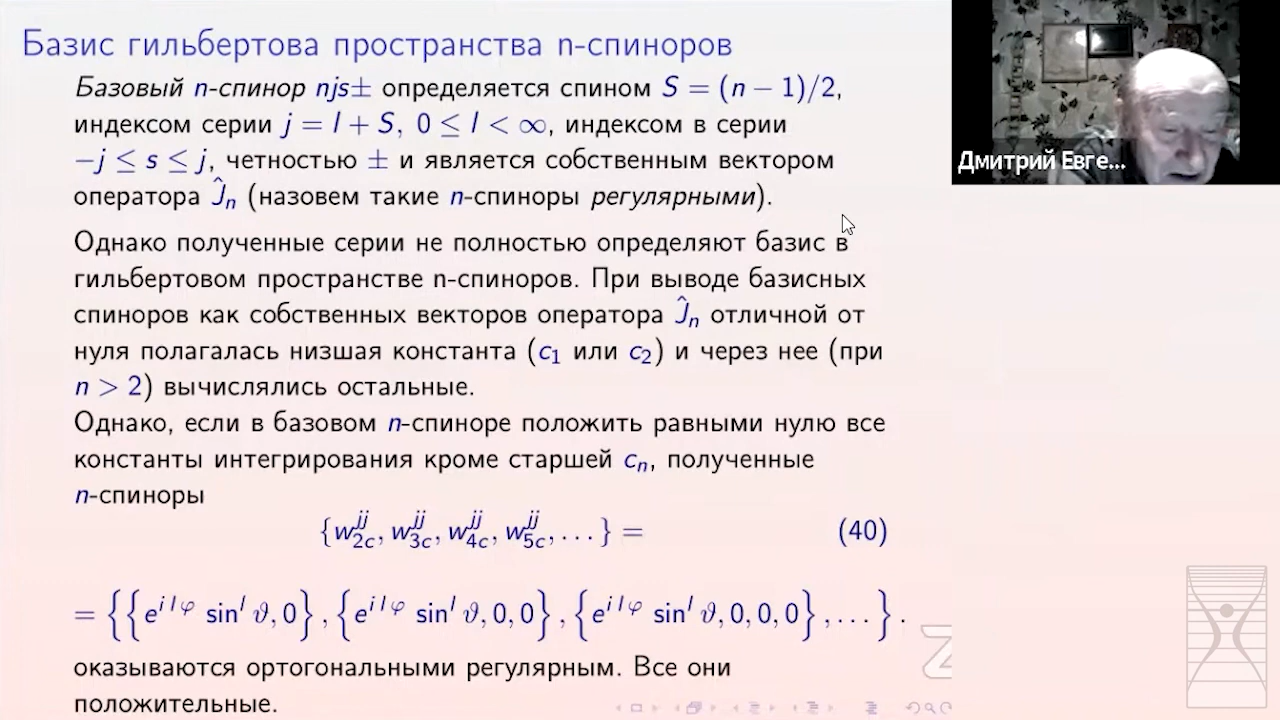 Базис гильбертова пространства n-спиноров
Базовый n-спинор njs± определяется спином S = (n − 1)/2,
индексом серии j = l + S, 0 ≤ l < ∞, индексом в серии
−j ≤ s ≤ j, четностью ± и является собственным вектором
оператора Ĵₙ (назовем такие n-спиноры регулярными).
Дмитрий Евге...
Однако полученные серии не полностью определяют базис в
гильбертовом пространстве n-спиноров. При выводе базисных
спиноров как собственных векторов оператора Ĵₙ отличной от
нуля полагалась низшая константа (c₁ или c₂) и через нее (при
n > 2) вычислялись остальные.
Однако, если в базовом n-спиноре положить равными нулю все
константы интегрирования кроме старшей cₙ, полученные
n-спиноры
{w_{2c}^{jj}, w_{3c}^{jj}, w_{4c}^{jj}, w_{5c}^{jj}, . . . } = (40)
= {{e^{i l φ} sin^l ϑ, 0}, {e^{i l φ} sin^l ϑ, 0, 0}, {e^{i l φ} sin^l ϑ, 0, 0, 0}, . . . } .
оказываются ортогональными регулярным. Все они
положительные.